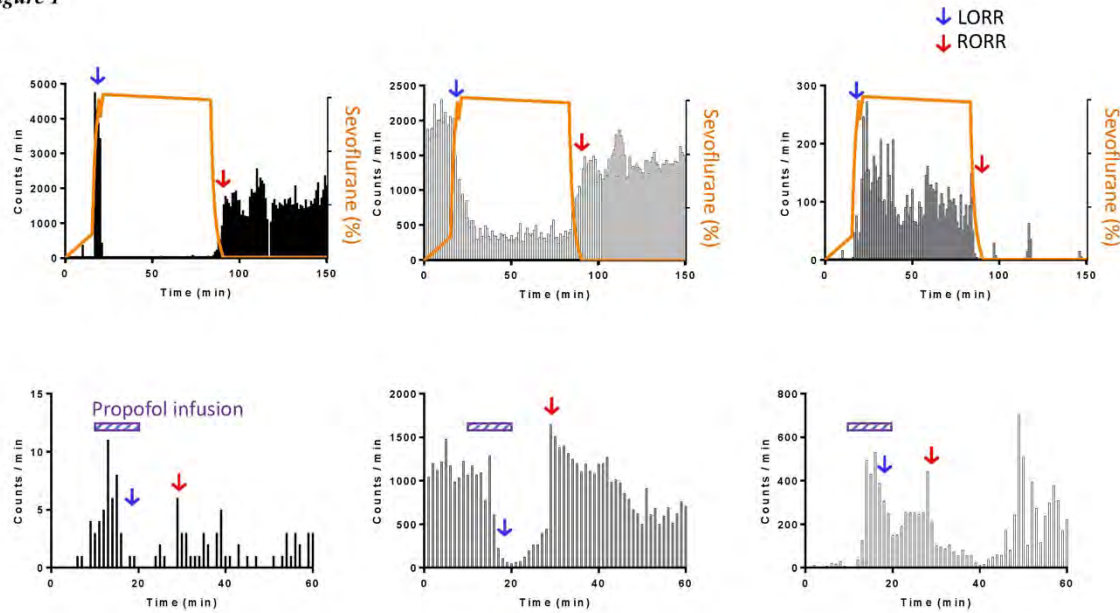 LORR
RORR
5000
4000
3000
2000
1000
0
Counts / min
0 50 100 150
Time (min)
Sevoflurane (%)
2500
2000
1500
1000
500
0
Counts / min
0 50 100 150
Time (min)
Sevoflurane (%)
300
200
100
0
Counts / min
0 50 100 150
Time (min)
Sevoflurane (%)
15
10
5
0
Counts / min
Propofol infusion
0 20 40 60
Time (min)
2000
1500
1000
500
0
Counts / min
0 20 40 60
Time (min)
800
600
400
200
0
Counts / min
0 20 40 60
Time (min)